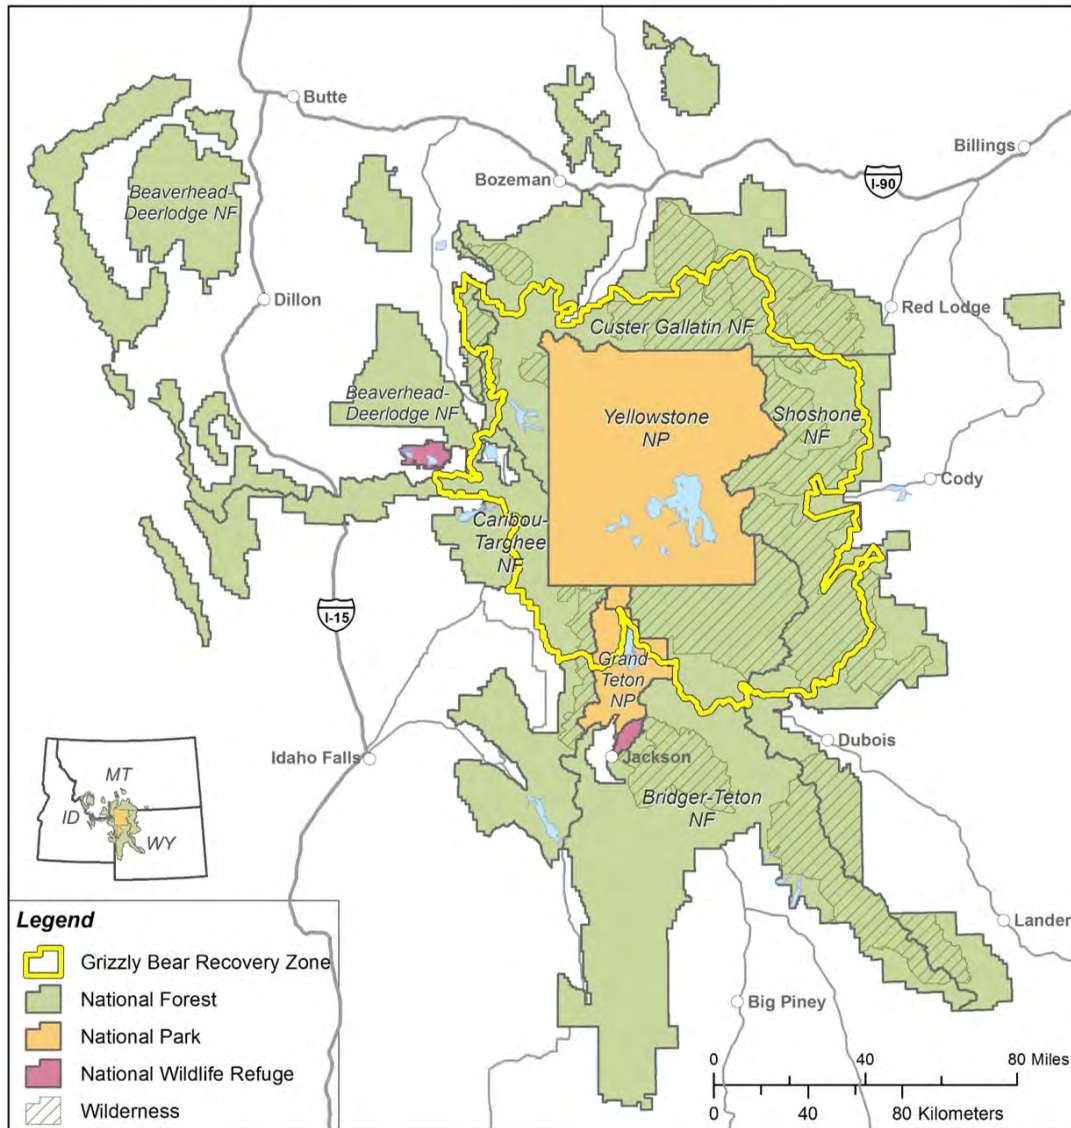 Butte
Billings
I-90
Bozeman
Beaverhead-
Deerlodge NF
Dillon
Red Lodge
Custer Gallatin NF
Beaverhead-
Deerlodge NF
Yellowstone
NP
Shoshone
NF
Cody
Caribou-
Targhee
NF
I-15
Grand
Teton
NP
Idaho Falls
Jackson
Dubois
Bridger-Teton
NF
MT
ID
WY
Lander
Big Piney
Legend
Grizzly Bear Recovery Zone
National Forest
National Park
National Wildlife Refuge
Wilderness
0 40 80 Miles
0 40 80 Kilometers